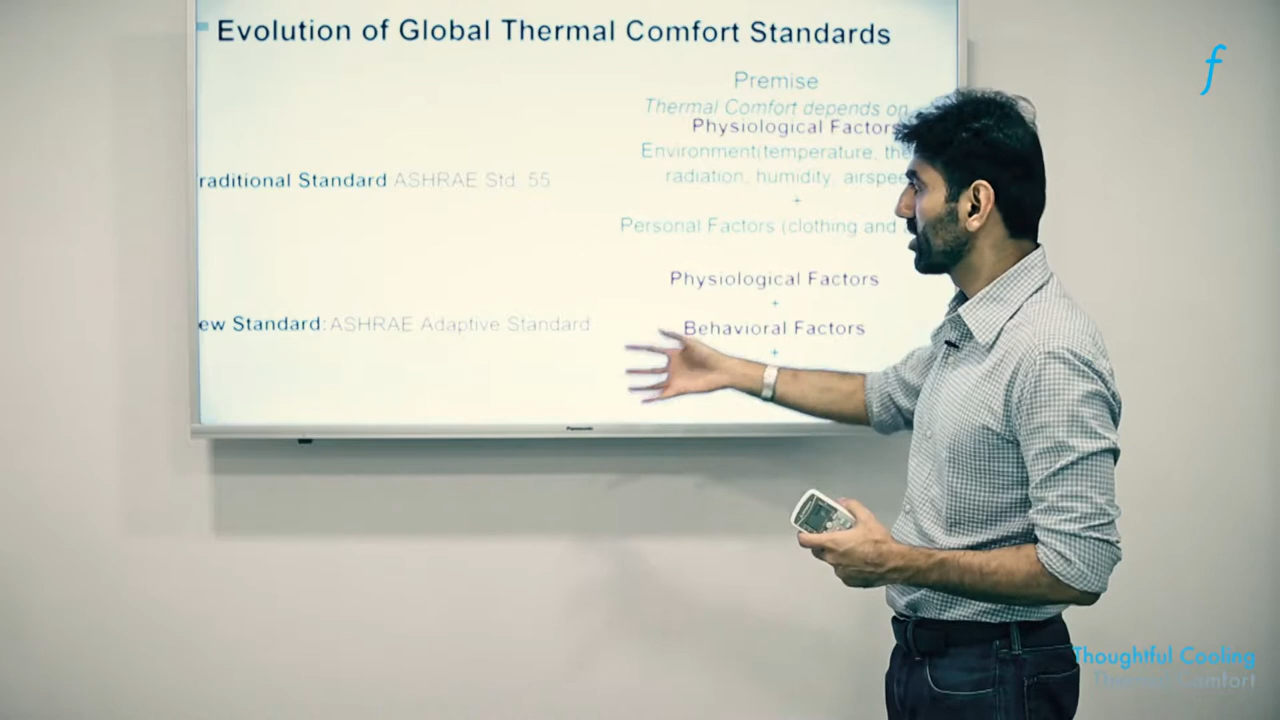 Evolution of Global Thermal Comfort Standards
Premise
Thermal Comfort depends on
Physiological Factors
Environment(temperature,
radiation, humidity,
raditional Standard ASHRAE Std. 55
+
Personal Factors (clothing and
Physiological Factors
+
ew Standard: ASHRAE Adaptive Standard
Behavioral Factors
+
Panasonic
f
Thoughtful Cooling
Thermal Comfort